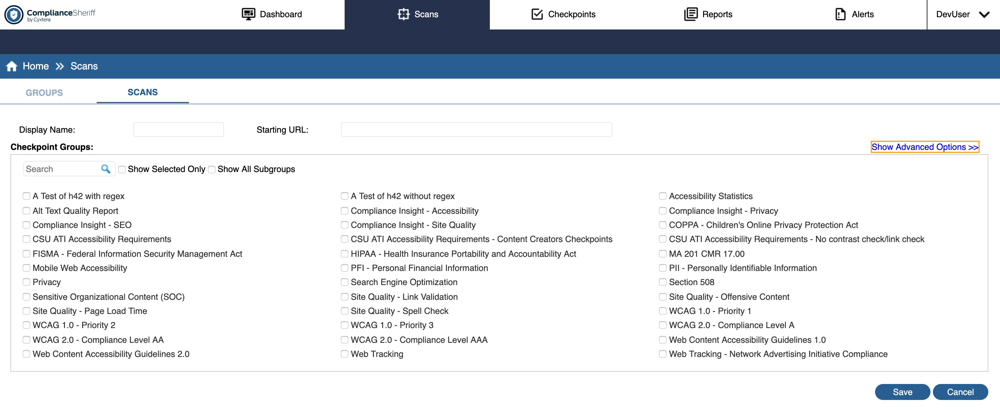 ComplianceSheriff
by Cyxtera
Dashboard
Scans
Checkpoints
Reports
Alerts
DevUser
Home » Scans
GROUPS
SCANS
Display Name:
Starting URL:
Checkpoint Groups:
Show Advanced Options >>
Search
Show Selected Only
Show All Subgroups
A Test of h42 with regex
A Test of h42 without regex
Accessibility Statistics
Alt Text Quality Report
Compliance Insight - Accessibility
Compliance Insight - Privacy
Compliance Insight - SEO
Compliance Insight - Site Quality
COPPA - Children's Online Privacy Protection Act
CSU ATI Accessibility Requirements
CSU ATI Accessibility Requirements - Content Creators Checkpoints
CSU ATI Accessibility Requirements - No contrast check/link check
FISMA - Federal Information Security Management Act
HIPAA - Health Insurance Portability and Accountability Act
MA 201 CMR 17.00
Mobile Web Accessibility
PFI - Personal Financial Information
PII - Personally Identifiable Information
Privacy
Search Engine Optimization
Section 508
Sensitive Organizational Content (SOC)
Site Quality - Link Validation
Site Quality - Offensive Content
Site Quality - Page Load Time
Site Quality - Spell Check
WCAG 1.0 - Priority 1
WCAG 1.0 - Priority 2
WCAG 1.0 - Priority 3
WCAG 2.0 - Compliance Level A
WCAG 2.0 - Compliance Level AA
WCAG 2.0 - Compliance Level AAA
Web Content Accessibility Guidelines 1.0
Web Content Accessibility Guidelines 2.0
Web Tracking
Web Tracking - Network Advertising Initiative Compliance
Save
Cancel